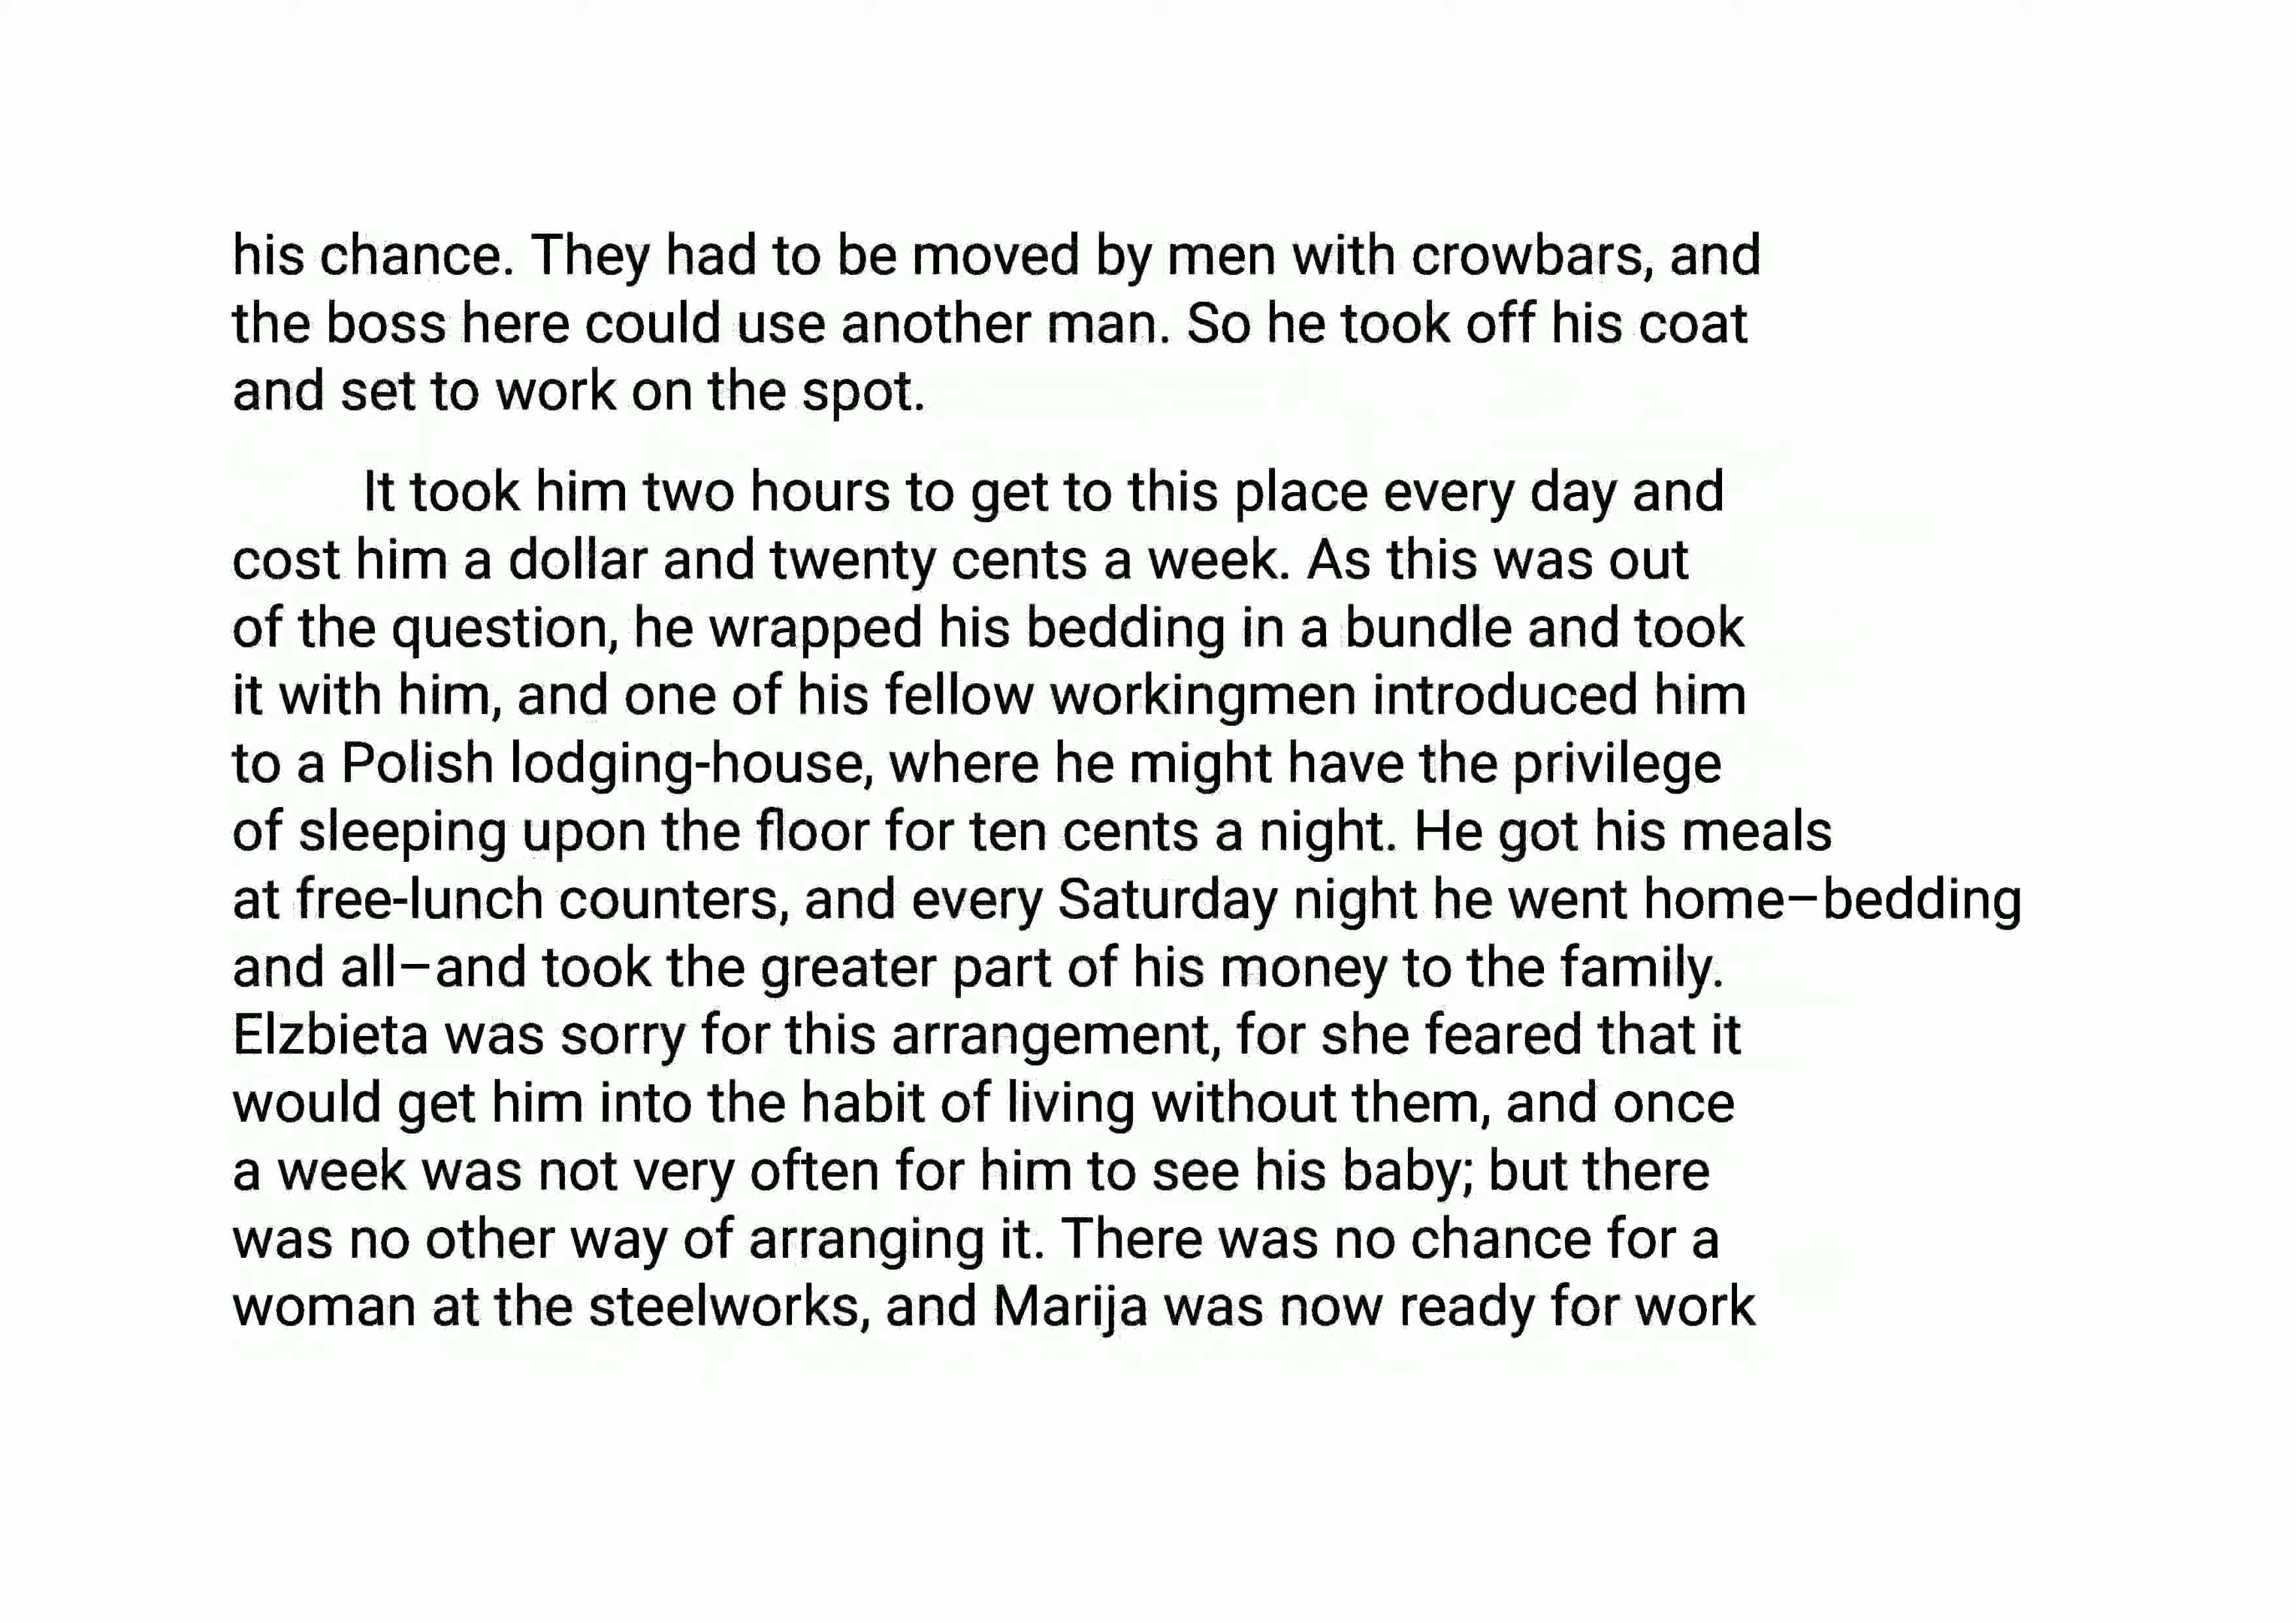 his chance. They had to be moved by men with crowbars, and
the boss here could use another man. So he took off his coat
and set to work on the spot.
It took him two hours to get to this place every day and
cost him a dollar and twenty cents a week. As this was out
of the question, he wrapped his bedding in a bundle and took
it with him, and one of his fellow workingmen introduced him
to a Polish lodging-house, where he might have the privilege
of sleeping upon the floor for ten cents a night. He got his meals
at free-lunch counters, and every Saturday night he went home–bedding
and all–and took the greater part of his money to the family.
Elzbieta was sorry for this arrangement, for she feared that it
would get him into the habit of living without them, and once
a week was not very often for him to see his baby; but there
was no other way of arranging it. There was no chance for a
woman at the steelworks, and Marija was now ready for work